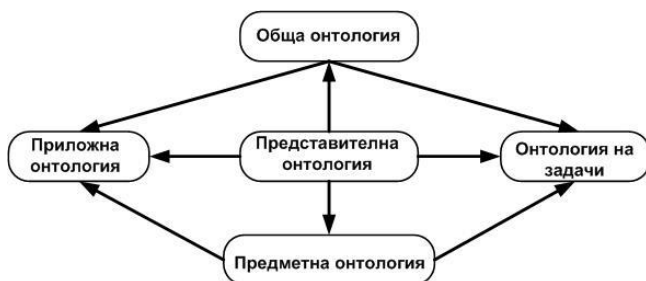 Обща онтология
Приложна
онтология
Представителна
онтология
Онтология на
задачи
Предметна онтология